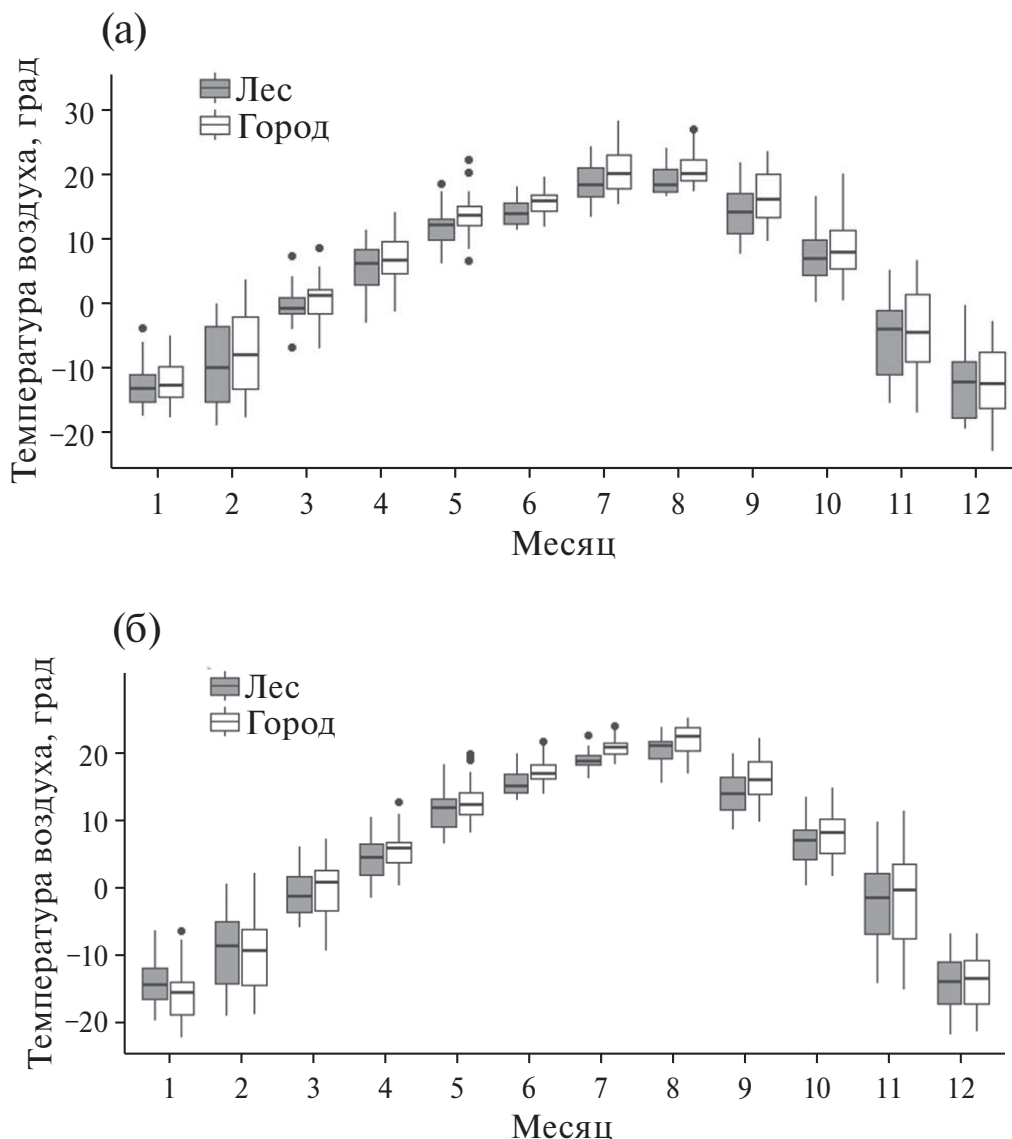 (а)
Температура воздуха, град
Лес
Город
30
20
10
0
−10
−20
1 2 3 4 5 6 7 8 9 10 11 12
Месяц
(б)
Температура воздуха, град
Лес
Город
20
10
0
−10
−20
1 2 3 4 5 6 7 8 9 10 11 12
Месяц